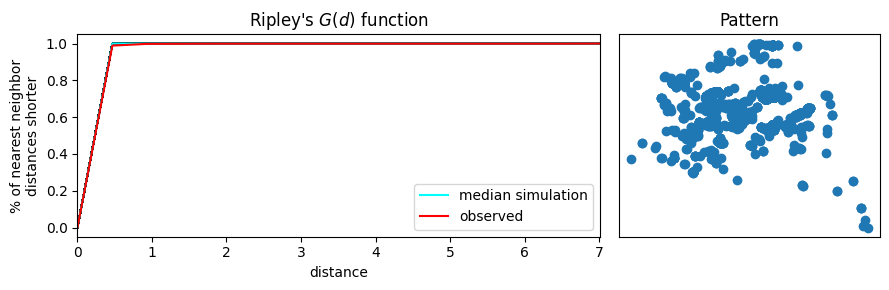 Ripley's G(d) function
% of nearest neighbor
distances shorter
1.0
0.8
0.6
0.4
0.2
0.0
median simulation
observed
0 1 2 3 4 5 6 7
distance
Pattern